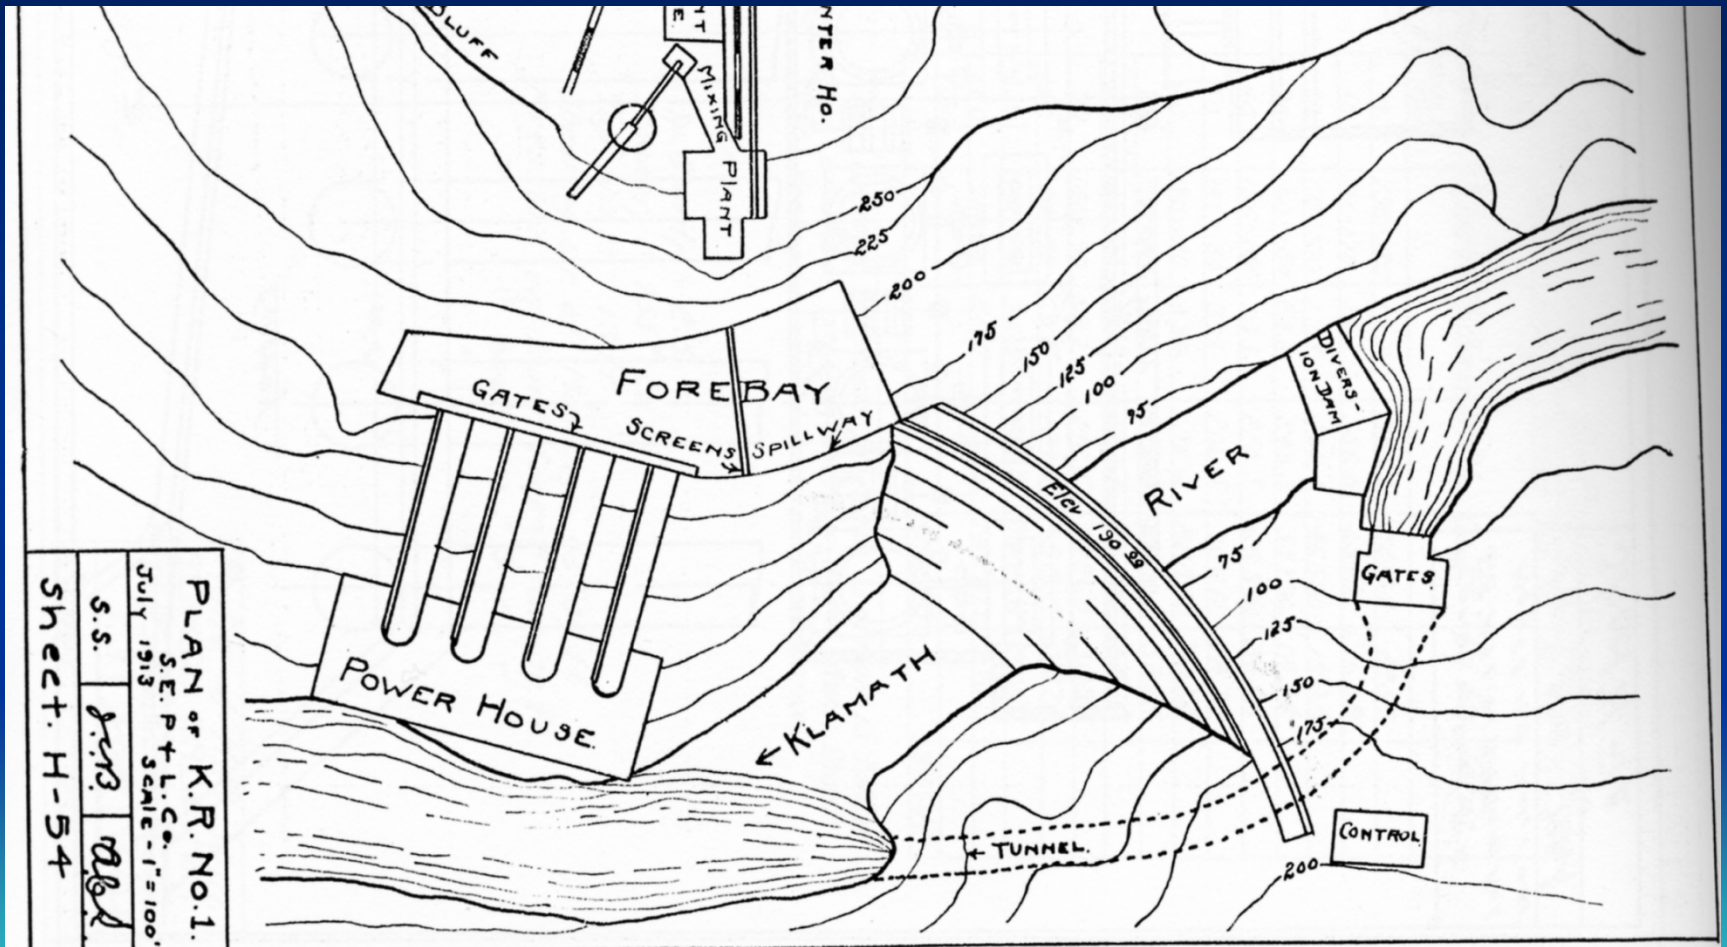 BLUFF
NT
E.
NTER HO.
MIXING
PLANT
250
225
200
175
150
125
100
75
FOREBAY
GATES
SCREENS
SPILLWAY
DIVERS-
ION DAM
RIVER
Elev 190
75
100
125
150
175
200
GATES
POWER HOUSE.
← KLAMATH
← TUNNEL.
CONTROL
PLAN OF K.R. NO. 1.
S.E. P & L. Co.
July 1913 SCALE - 1" = 100'
S.S.
Sheet. H-54